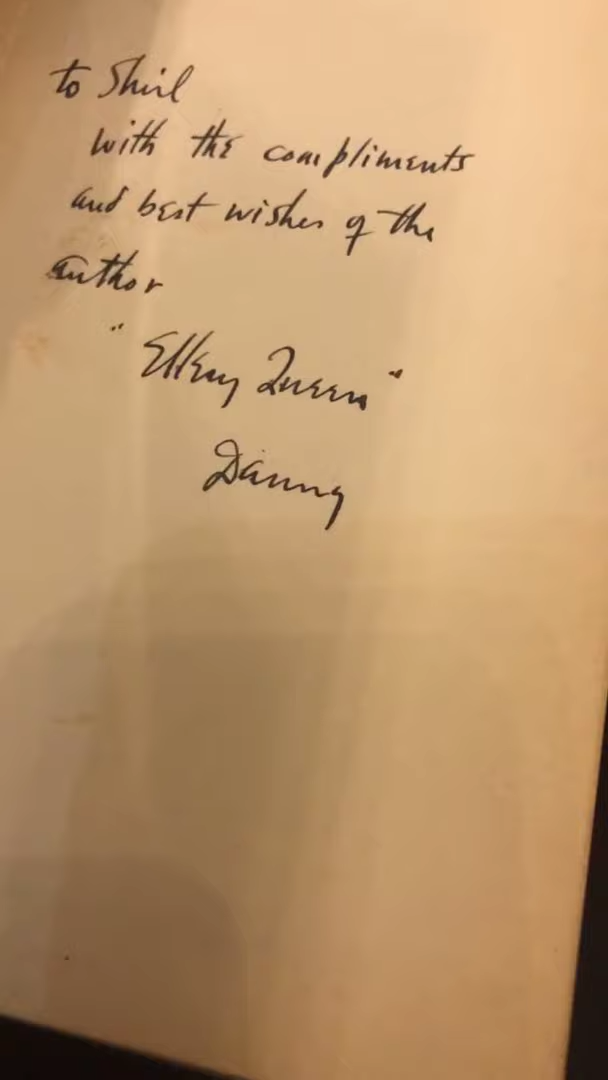 to Shirl
with the compliments
and best wishes of the
author
"Ellery Queen"
Danny